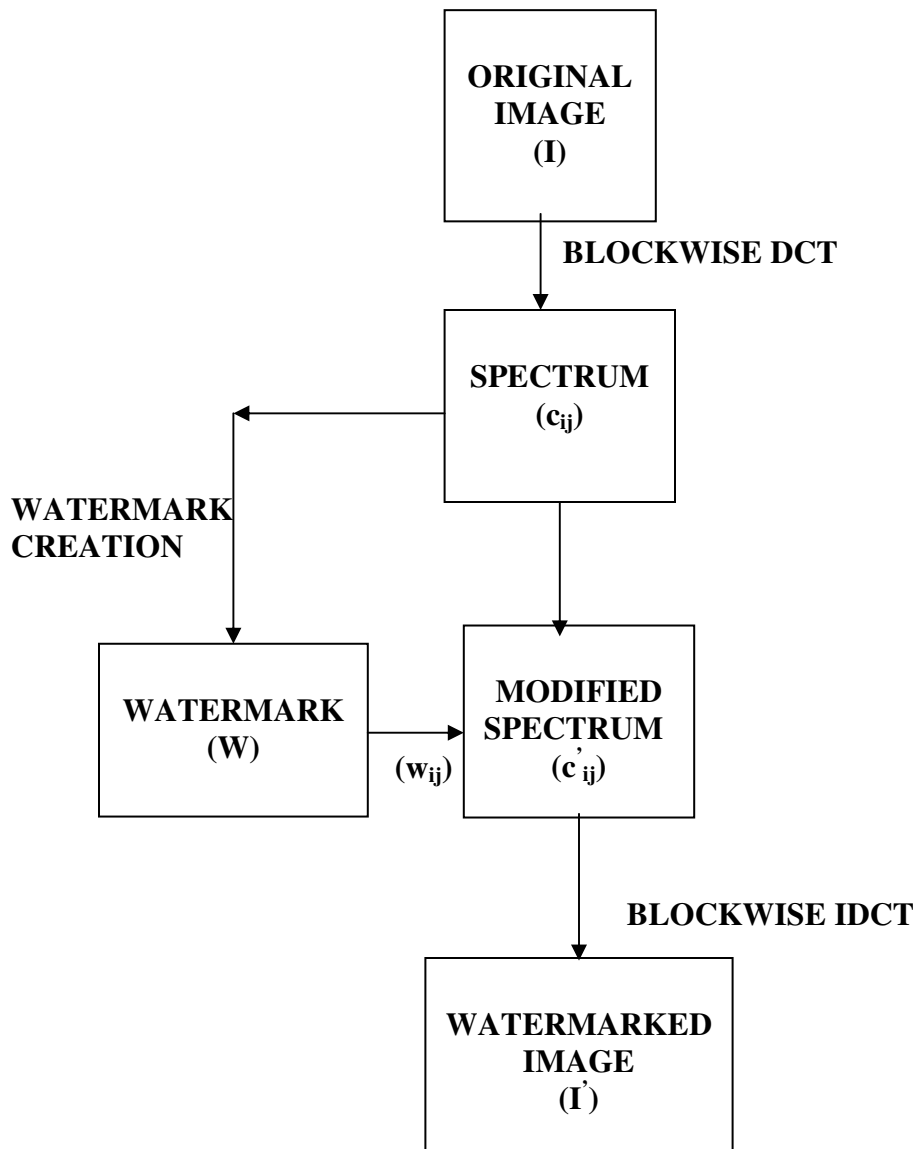 ORIGINAL
IMAGE
(I)
BLOCKWISE DCT
SPECTRUM
(cij)
WATERMARK
CREATION
WATERMARK
(W)
(wij)
MODIFIED
SPECTRUM
(c’ij)
BLOCKWISE IDCT
WATERMARKED
IMAGE
(I’)